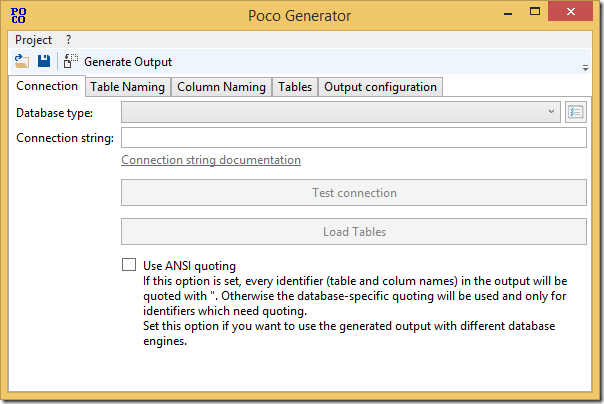 PO
CO
Poco Generator
Project ?
Generate Output
Connection Table Naming Column Naming Tables Output configuration
Database type:
Connection string:
Connection string documentation
Test connection
Load Tables
Use ANSI quoting
If this option is set, every identifier (table and colum names) in the output will be
quoted with ". Otherwise the database-specific quoting will be used and only for
identifiers which need quoting.
Set this option if you want to use the generated output with different database
engines.